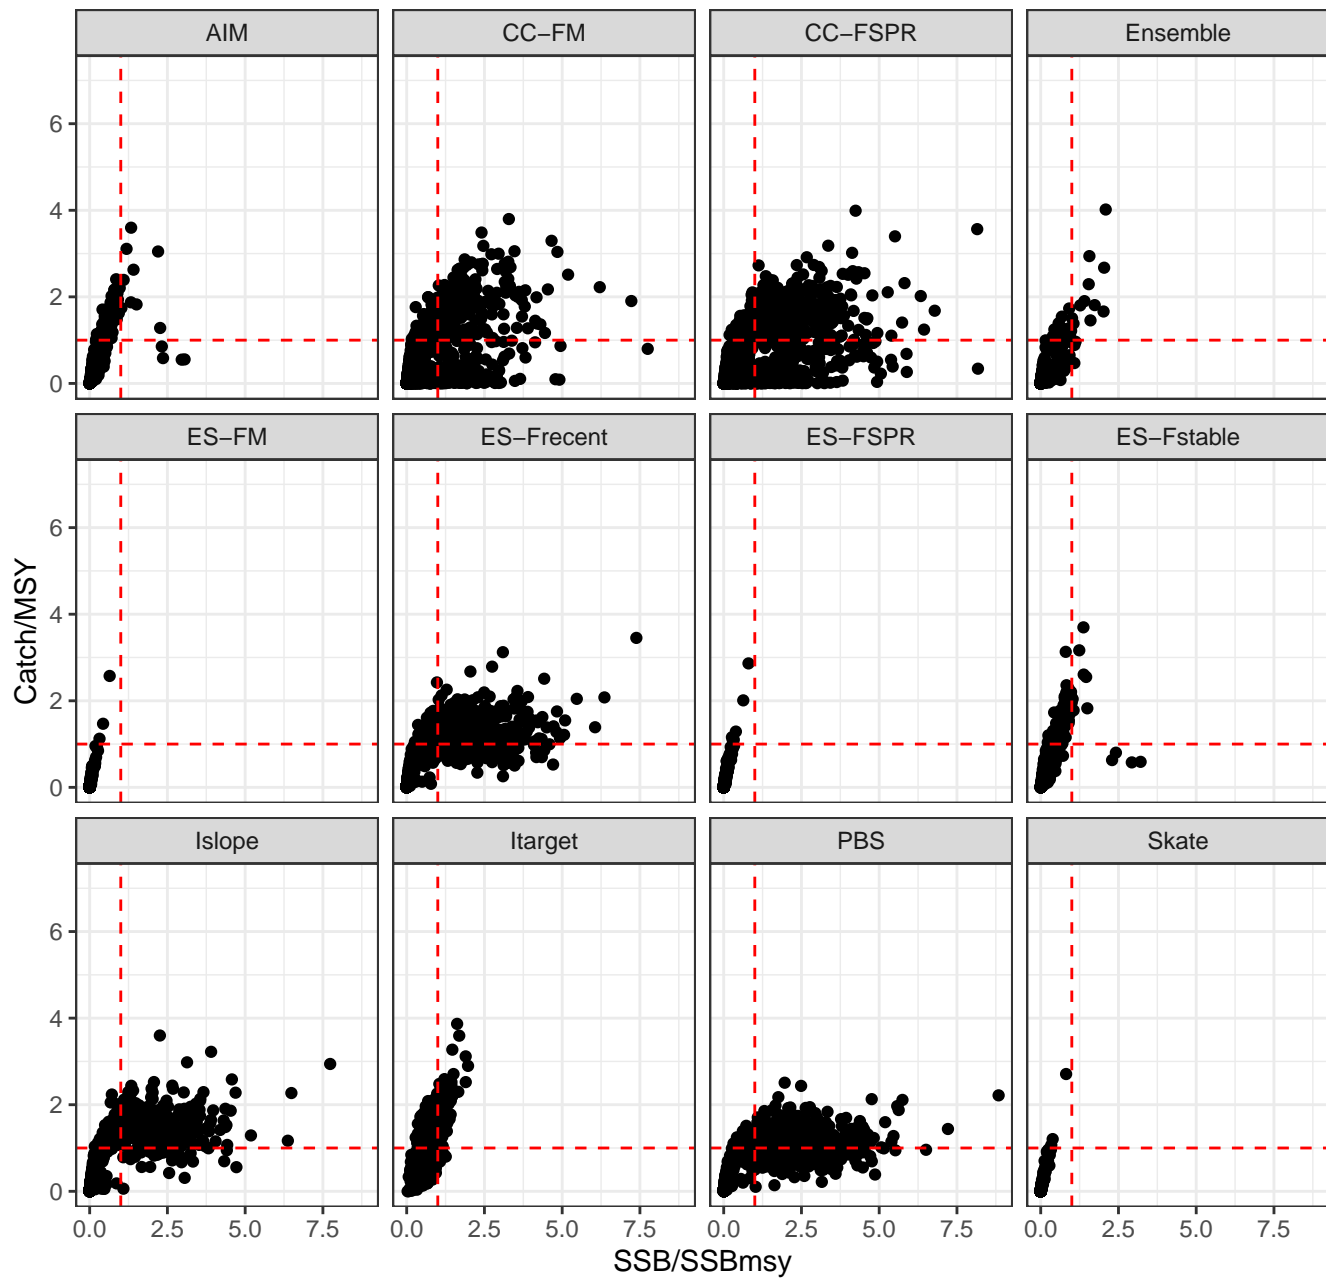 AIM CC−FM CC−FSPR Ensemble
6
4
2
0
ES−FM ES−Frecent ES−FSPR ES−Fstable
6
4
2
0
Catch/MSY
Islope Itarget PBS Skate
6
4
2
0
0.0 2.5 5.0 7.5 0.0 2.5 5.0 7.5 0.0 2.5 5.0 7.5 0.0 2.5 5.0 7.5
SSB/SSBmsy